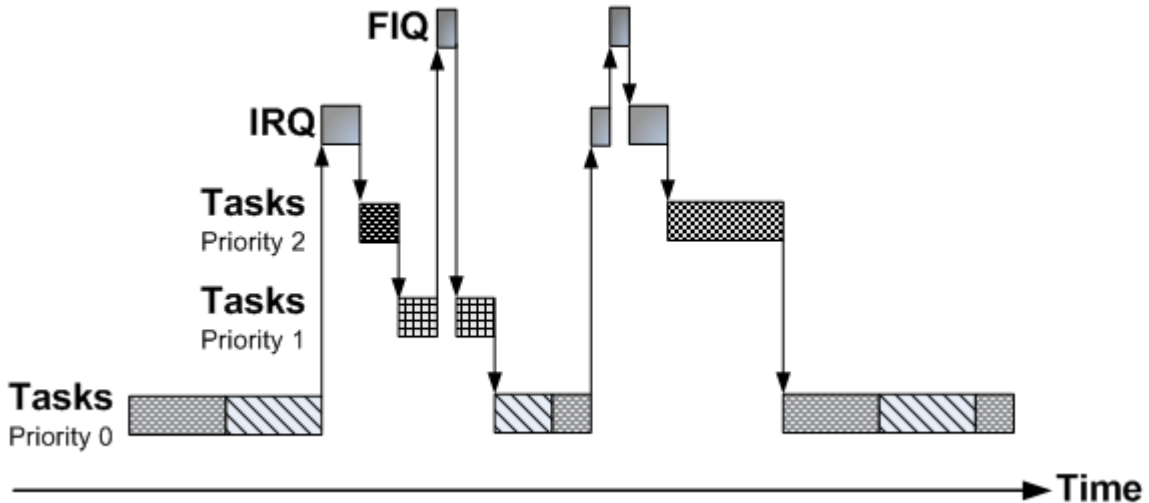 FIQ
IRQ
Tasks
Priority 2
Tasks
Priority 1
Tasks
Priority 0
Time